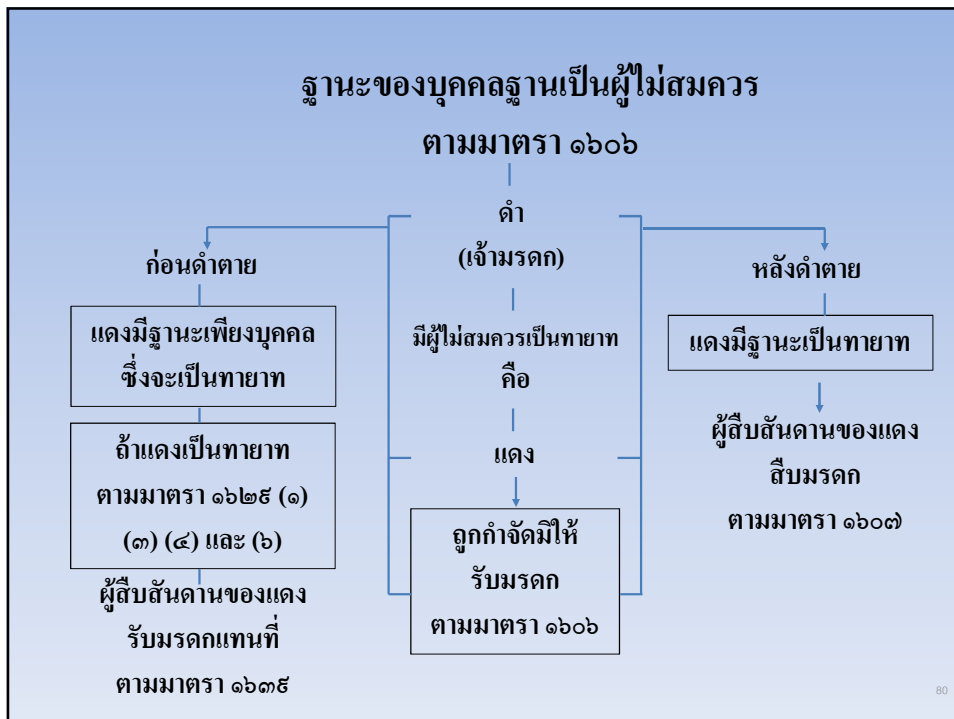 ฐานะของบุคคลฐานเป็นผู้ไม่สมควร
ตามมาตรา ๑๖๐๖
ดำ
(เจ้ามรดก)
มีผู้ไม่สมควรเป็นทายาท
คือ
แดง
ถูกกำจัดมิให้
รับมรดก
ตามมาตรา ๑๖๐๖
ก่อนดำตาย
แดงมีฐานะเพียงบุคคล
ซึ่งจะเป็นทายาท
ถ้าแดงเป็นทายาท
ตามมาตรา ๑๖๒๙ (๑)
(๓) (๔) และ (๖)
ผู้สืบสันดานของแดง
รับมรดกแทนที่
ตามมาตรา ๑๖๓๙
หลังดำตาย
แดงมีฐานะเป็นทายาท
ผู้สืบสันดานของแดง
สืบมรดก
ตามมาตรา ๑๖๐๗
80